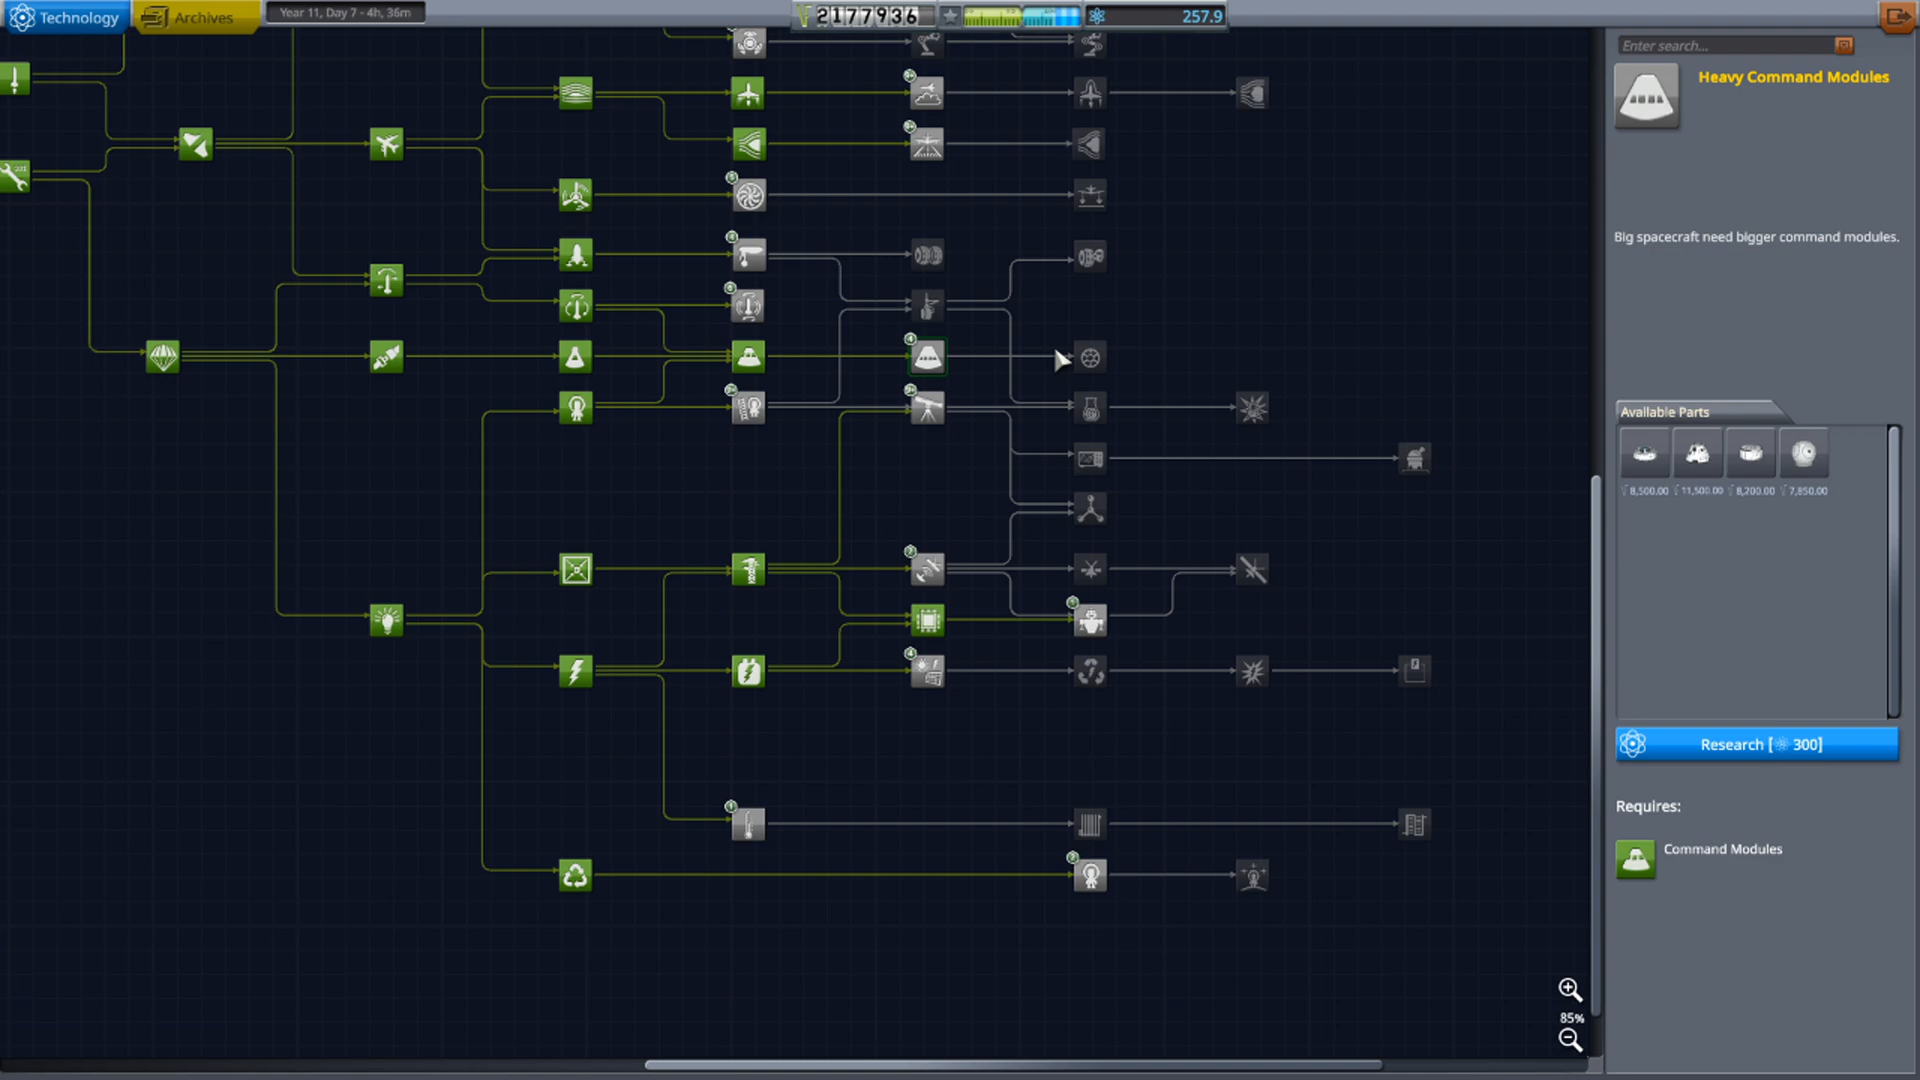 Technology
Archives
Year 11, Day 7 - 4h, 36m
2177936
257.9
Enter search...
Heavy Command Modules
Big spacecraft need bigger command modules.
Available Parts
8,500.00 11,500.00 8,200.00 7,850.00
Research [ 300]
Requires:
Command Modules
85%